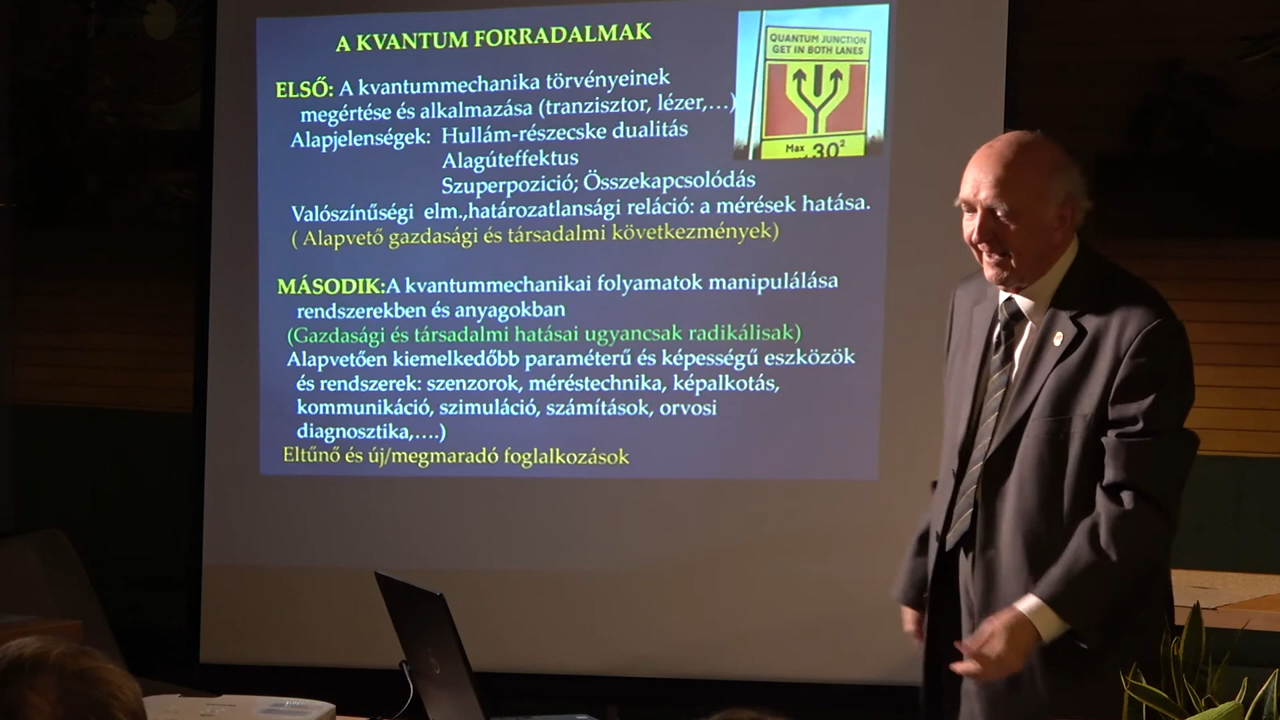 A KVANTUM FORRADALMAK
QUANTUM JUNCTION
GET IN BOTH LANES
Max 30²
ELSŐ: A kvantummechanika törvényeinek
megértése és alkalmazása (tranzisztor, lézer,…)
Alapjelenségek: Hullám-részecske dualitás
Alagúteffektus
Szuperpozíció; Összekapcsolódás
Valószínűségi elm.,határozatlansági reláció: a mérések hatása.
( Alapvető gazdasági és társadalmi következmények)
MÁSODIK:A kvantummechanikai folyamatok manipulálása
rendszerekben és anyagokban
(Gazdasági és társadalmi hatásai ugyancsak radikálisak)
Alapvetően kiemelkedőbb paraméterű és képességű eszközök
és rendszerek: szenzorok, méréstechnika, képalkotás,
kommunikáció, szimuláció, számítások, orvosi
diagnosztika,….)
Eltűnő és új/megmaradó foglalkozások